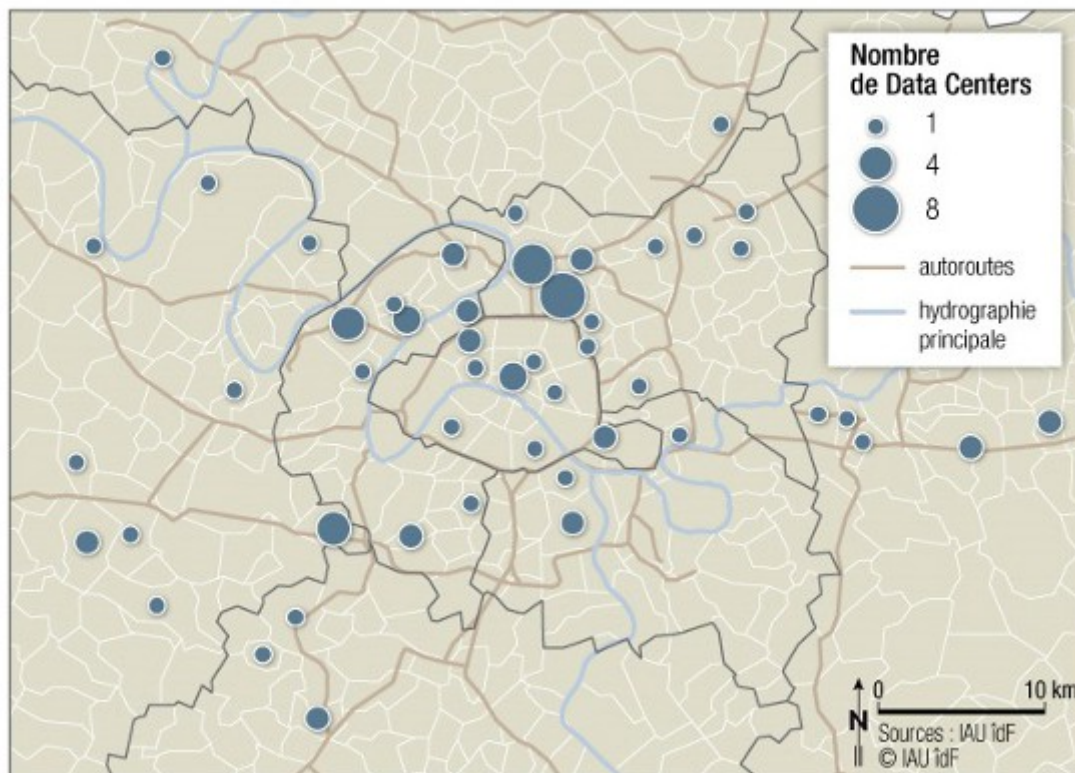 Nombre
de Data Centers
1
4
8
autoroutes
hydrographie
principale
0 10 km
N
Sources : IAU îdF
© IAU îdF